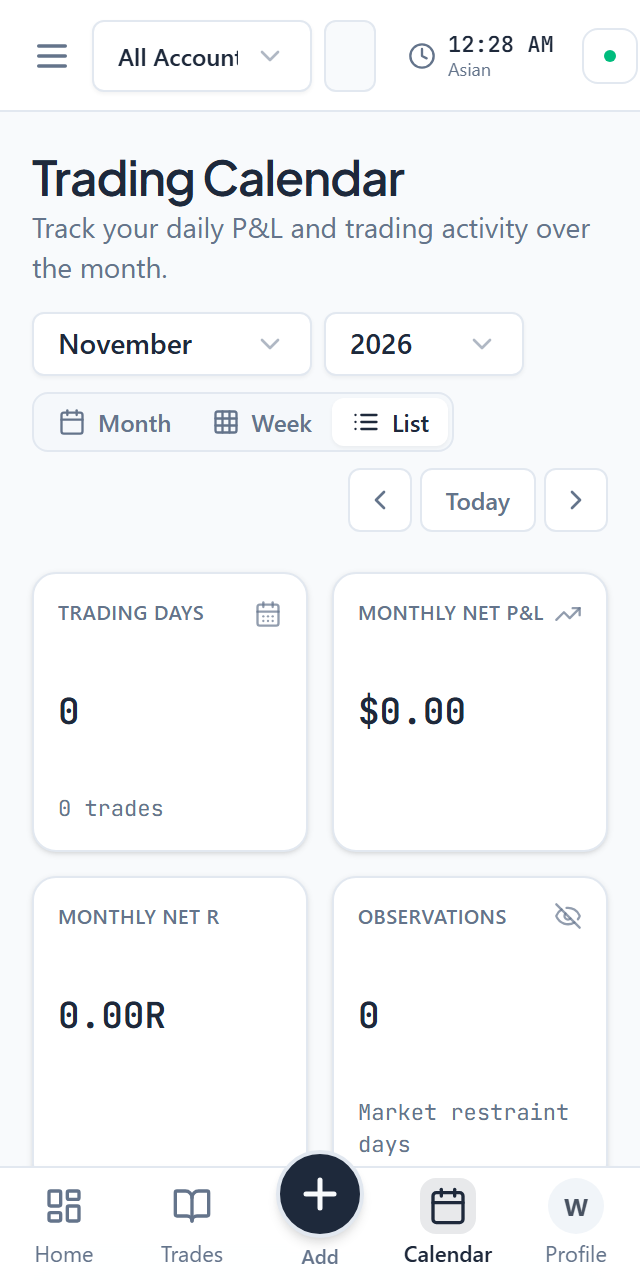 All Account
12:28 AM
Asian
Trading Calendar
Track your daily P&L and trading activity over
the month.
November
2026
Month
Week
List
Today
TRADING DAYS
MONTHLY NET P&L
0
$0.00
0 trades
MONTHLY NET R
OBSERVATIONS
0.00R
0
Market restraint
days
Home
Trades
Add
Calendar
W
Profile